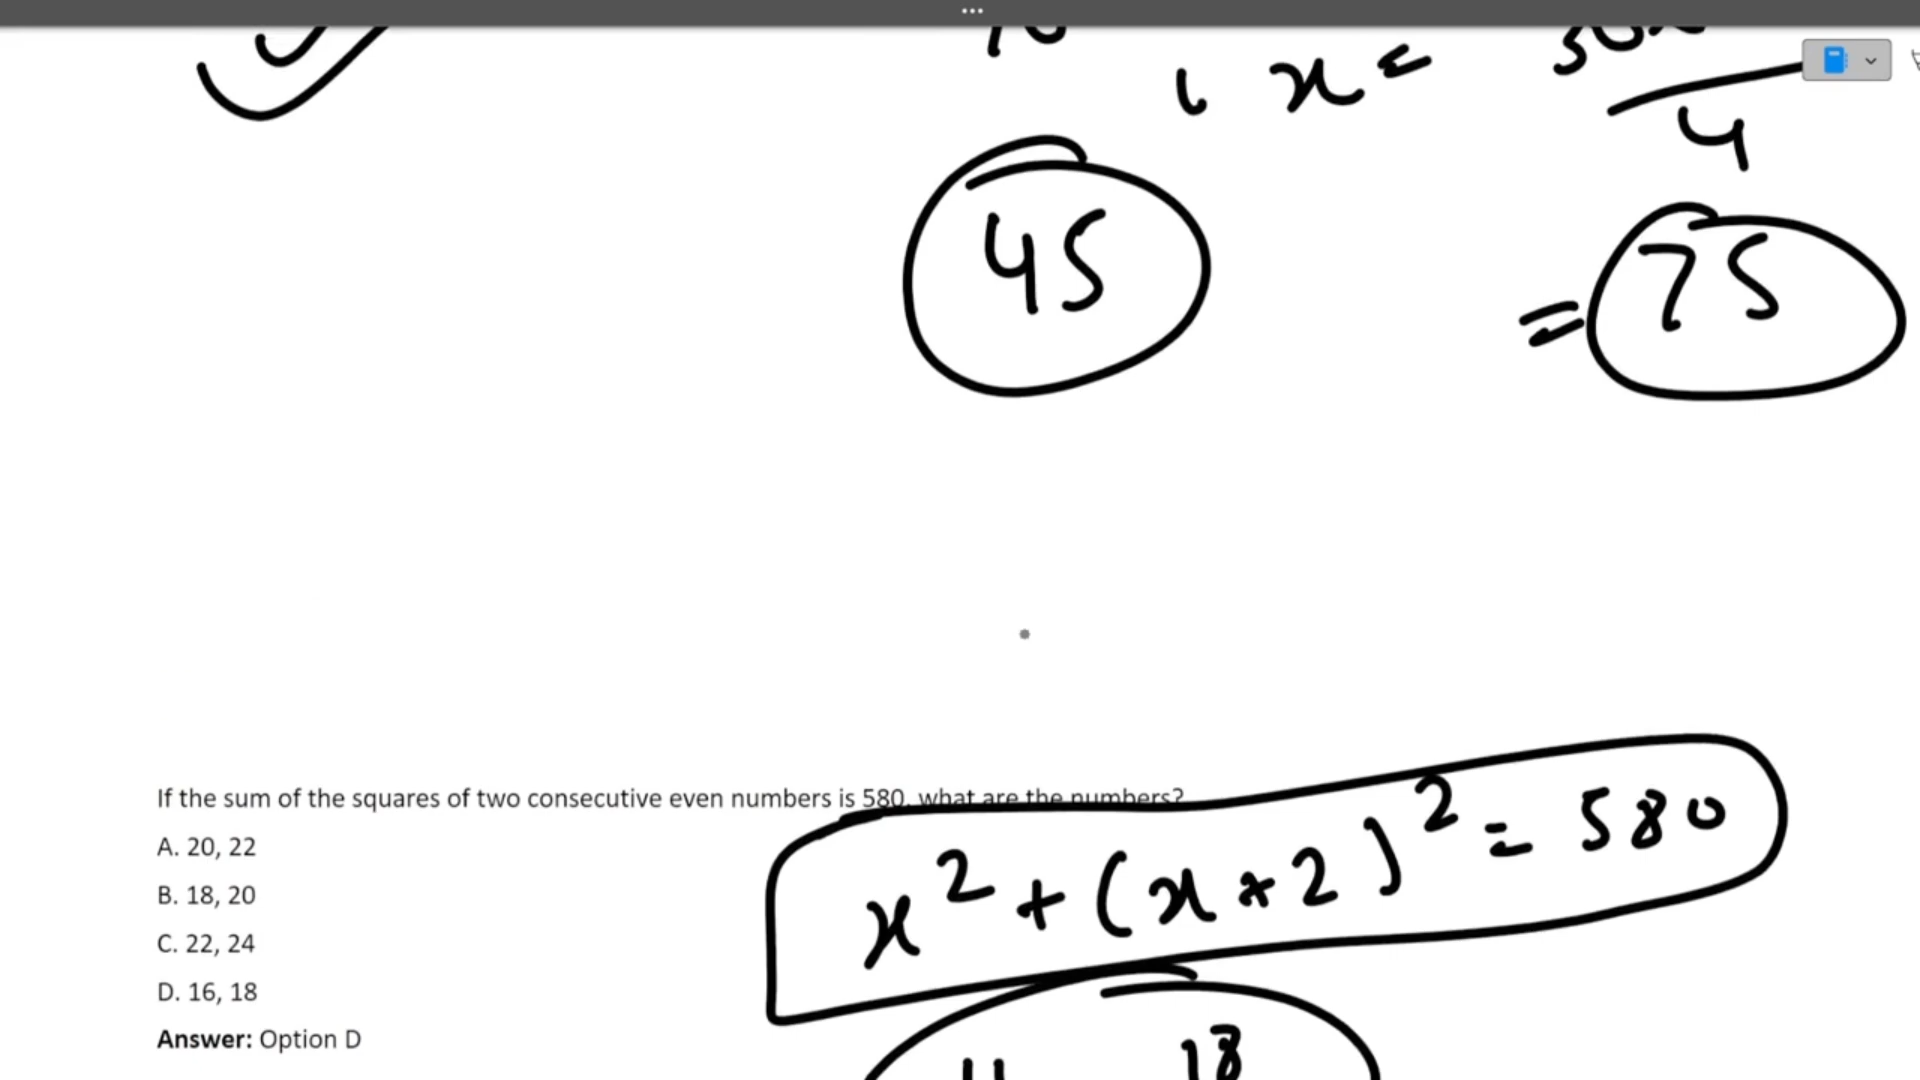 x =
4
45
= 75
If the sum of the squares of two consecutive even numbers is 580, what are the numbers?
x² + (x+2)² = 580
A. 20, 22
B. 18, 20
C. 22, 24
D. 16, 18
Answer: Option D
18